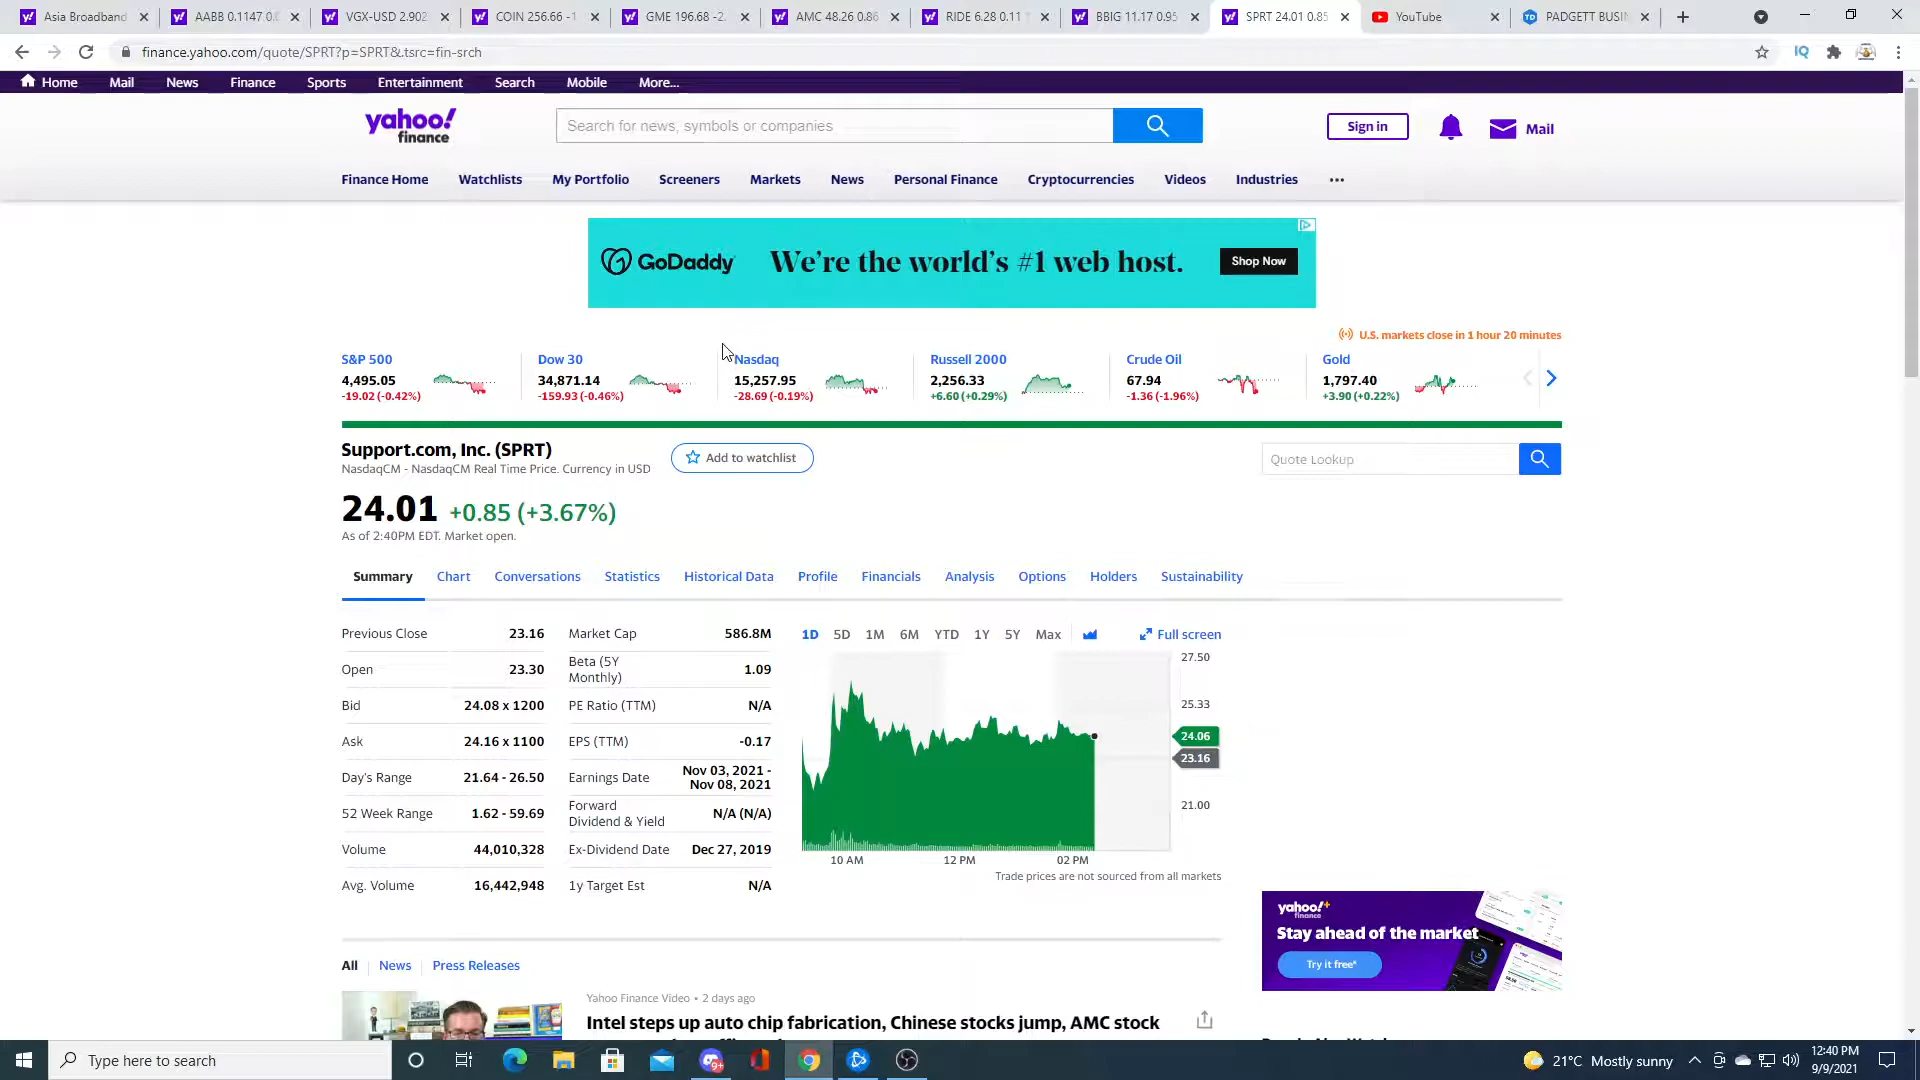 Asia Broadband
AABB 0.1147 0.0
VGX-USD 2.902
COIN 256.66 -1
GME 196.68 -2.
AMC 48.26 0.86
RIDE 6.28 0.11
BBIG 11.17 0.95
SPRT 24.01 0.85
YouTube
PADGETT BUSIN
finance.yahoo.com/quote/SPRT?p=SPRT&.tsrc=fin-srch
Home Mail News Finance Sports Entertainment Search Mobile More...
yahoo!
finance
Search for news, symbols or companies
Sign in
Mail
Finance Home Watchlists My Portfolio Screeners Markets News Personal Finance Cryptocurrencies Videos Industries
GoDaddy
We're the world's #1 web host.
Shop Now
U.S. markets close in 1 hour 20 minutes
S&P 500
4,495.05
-19.02 (-0.42%)
Dow 30
34,871.14
-159.93 (-0.46%)
Nasdaq
15,257.95
-28.69 (-0.19%)
Russell 2000
2,256.33
+6.60 (+0.29%)
Crude Oil
67.94
-1.36 (-1.96%)
Gold
1,797.40
+3.90 (+0.22%)
Support.com, Inc. (SPRT)
NasdaqCM - NasdaqCM Real Time Price. Currency in USD
Add to watchlist
Quote Lookup
24.01 +0.85 (+3.67%)
As of 2:40PM EDT. Market open.
Summary Chart Conversations Statistics Historical Data Profile Financials Analysis Options Holders Sustainability
Previous Close 23.16
Open 23.30
Bid 24.08 x 1200
Ask 24.16 x 1100
Day's Range 21.64 - 26.50
52 Week Range 1.62 - 59.69
Volume 44,010,328
Avg. Volume 16,442,948
Market Cap 586.8M
Beta (5Y
Monthly) 1.09
PE Ratio (TTM) N/A
EPS (TTM) -0.17
Earnings Date Nov 03, 2021 -
Nov 08, 2021
Forward
Dividend & Yield N/A (N/A)
Ex-Dividend Date Dec 27, 2019
1y Target Est N/A
1D 5D 1M 6M YTD 1Y 5Y Max
Full screen
27.50
25.33
24.06
23.16
21.00
10 AM 12 PM 02 PM
Trade prices are not sourced from all markets
yahoo!+
finance
Stay ahead of the market
Try it free*
All News Press Releases
Yahoo Finance Video • 2 days ago
Intel steps up auto chip fabrication, Chinese stocks jump, AMC stock
Type here to search
9+
21°C Mostly sunny
12:40 PM
9/9/2021